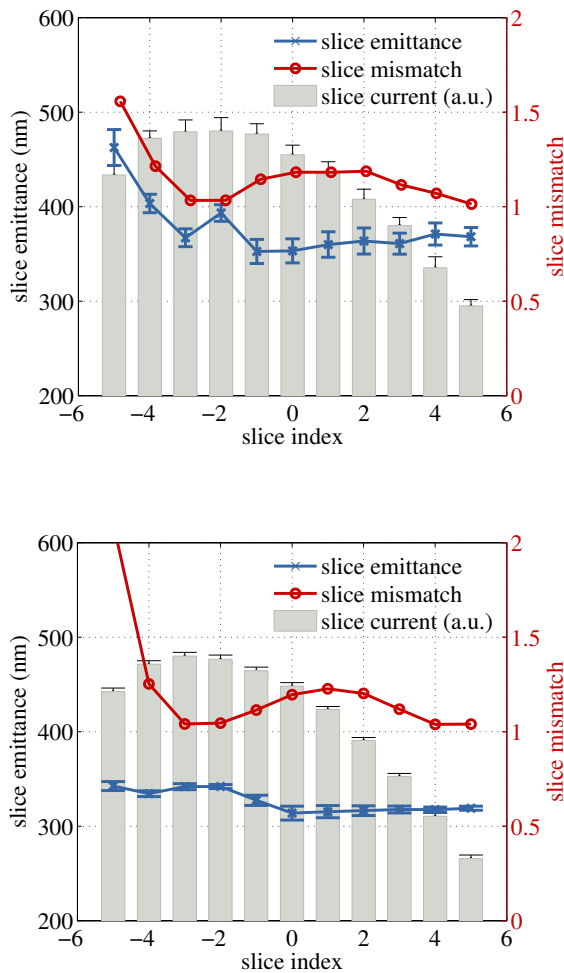 600
500
400
300
200
slice emittance (nm)
slice emittance
slice mismatch
slice current (a.u.)
2
1.5
1
0.5
0
slice mismatch
−6 −4 −2 0 2 4 6
slice index
600
500
400
300
200
slice emittance (nm)
slice emittance
slice mismatch
slice current (a.u.)
2
1.5
1
0.5
0
slice mismatch
−6 −4 −2 0 2 4 6
slice index